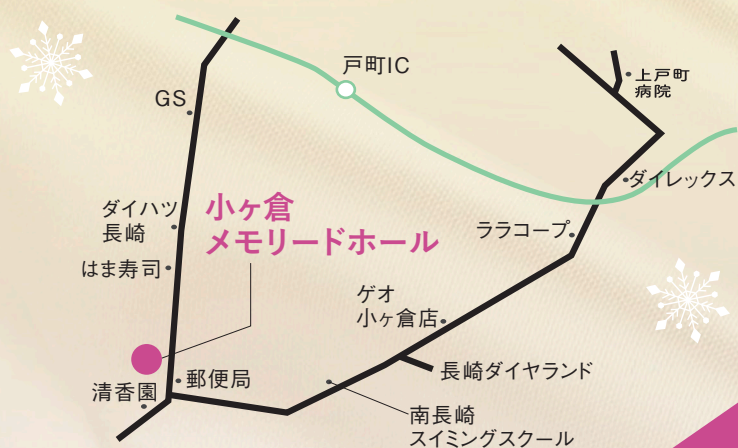 戸町IC
上戸町
病院
GS
ダイレックス
ダイハツ
長崎
小ヶ倉
メモリードホール
ララコープ
はま寿司
ゲオ
小ヶ倉店
長崎ダイヤランド
郵便局
清香園
南長崎
スイミングスクール